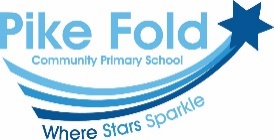 Pike Fold
Community Primary School
Where Stars Sparkle